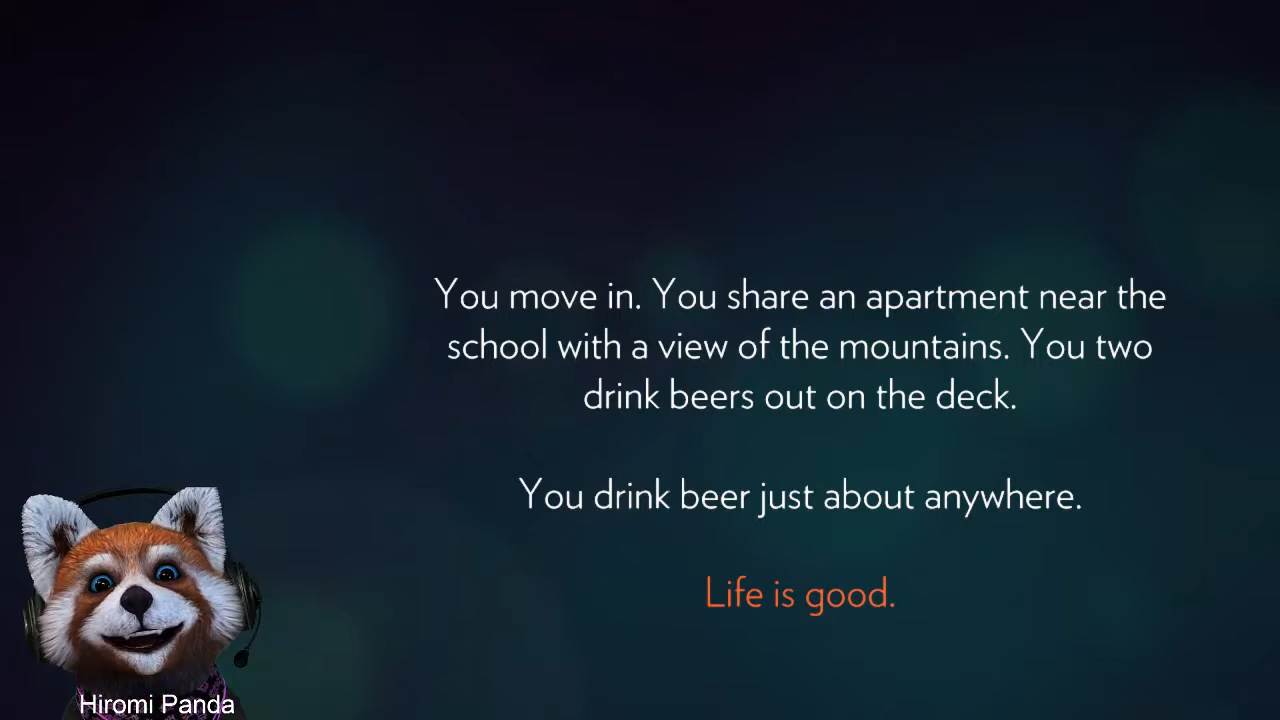 You move in. You share an apartment near the
school with a view of the mountains. You two
drink beers out on the deck.
You drink beer just about anywhere.
Life is good.
Hiromi Panda